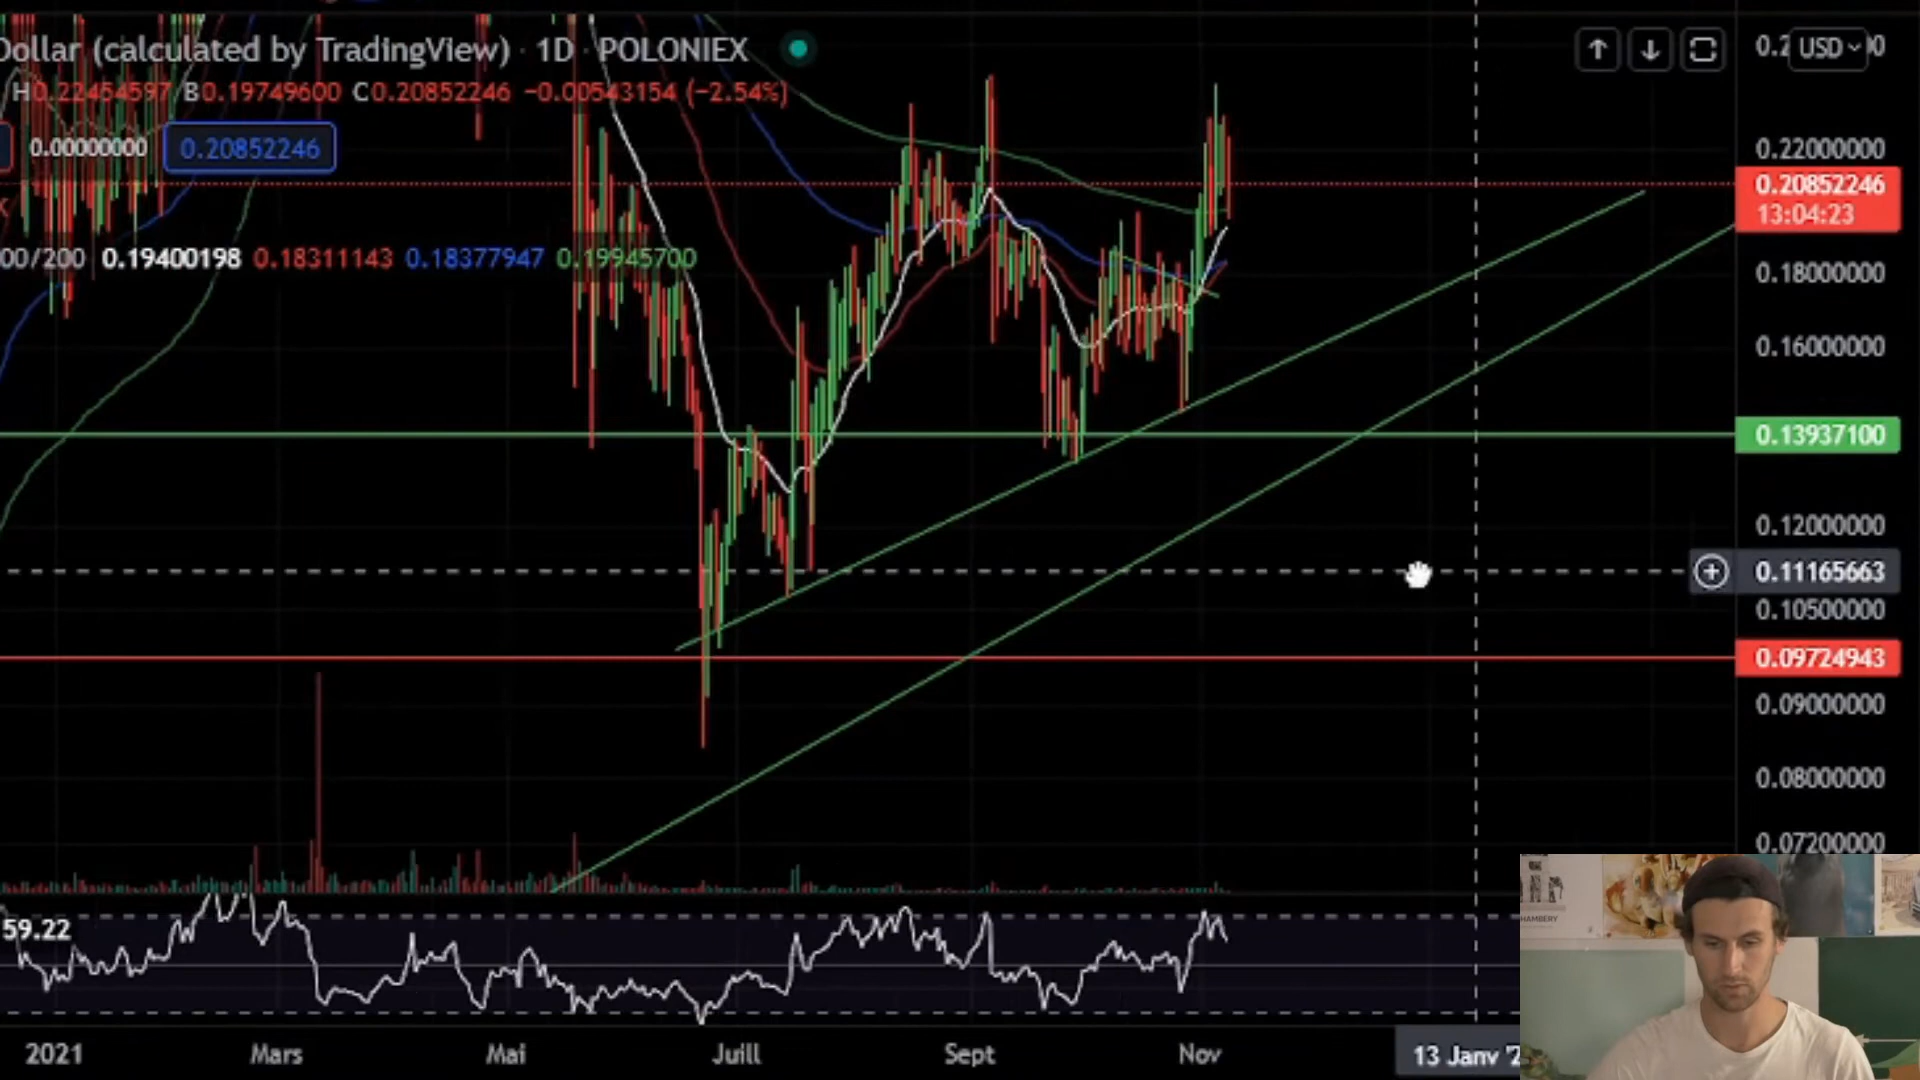 Dollar (calculated by TradingView) · 1D · POLONIEX
H0.22454597 B0.19749600 C0.20852246 −0.00543154 (−2.54%)
0.00000000 0.20852246
00/200 0.19400198 0.18311143 0.18377947 0.19945700
USD
0.22000000
0.20852246
13:04:23
0.18000000
0.16000000
0.13937100
0.12000000
0.11165663
0.10500000
0.09724943
0.09000000
0.08000000
0.07200000
59.22
2021 Mars Mai Juill Sept Nov 13 Janv '2
HAMBERY